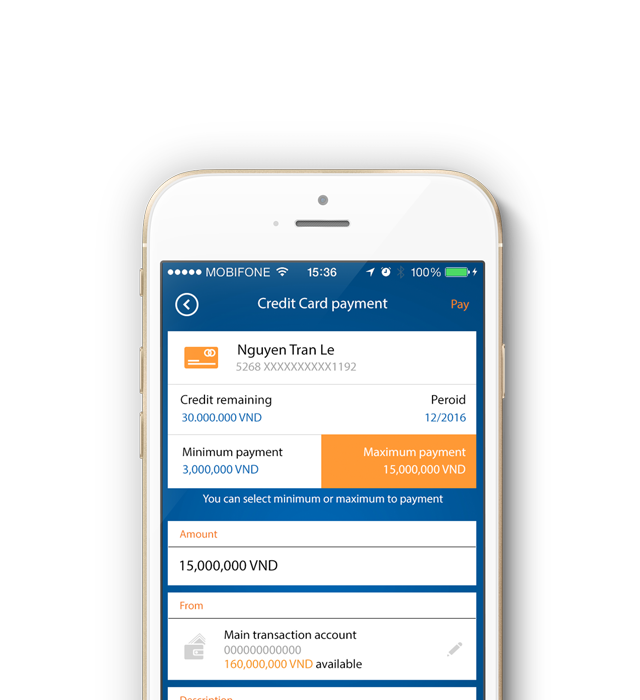 MOBIFONE 15:36 100%
Credit Card payment Pay
Nguyen Tran Le
5268 XXXXXXXXXX1192
Credit remaining Peroid
30.000.000 VND 12/2016
Minimum payment Maximum payment
3,000,000 VND 15,000,000 VND
You can select minimum or maximum to payment
Amount
15,000,000 VND
From
Main transaction account
000000000000
160,000,000 VND available
Description